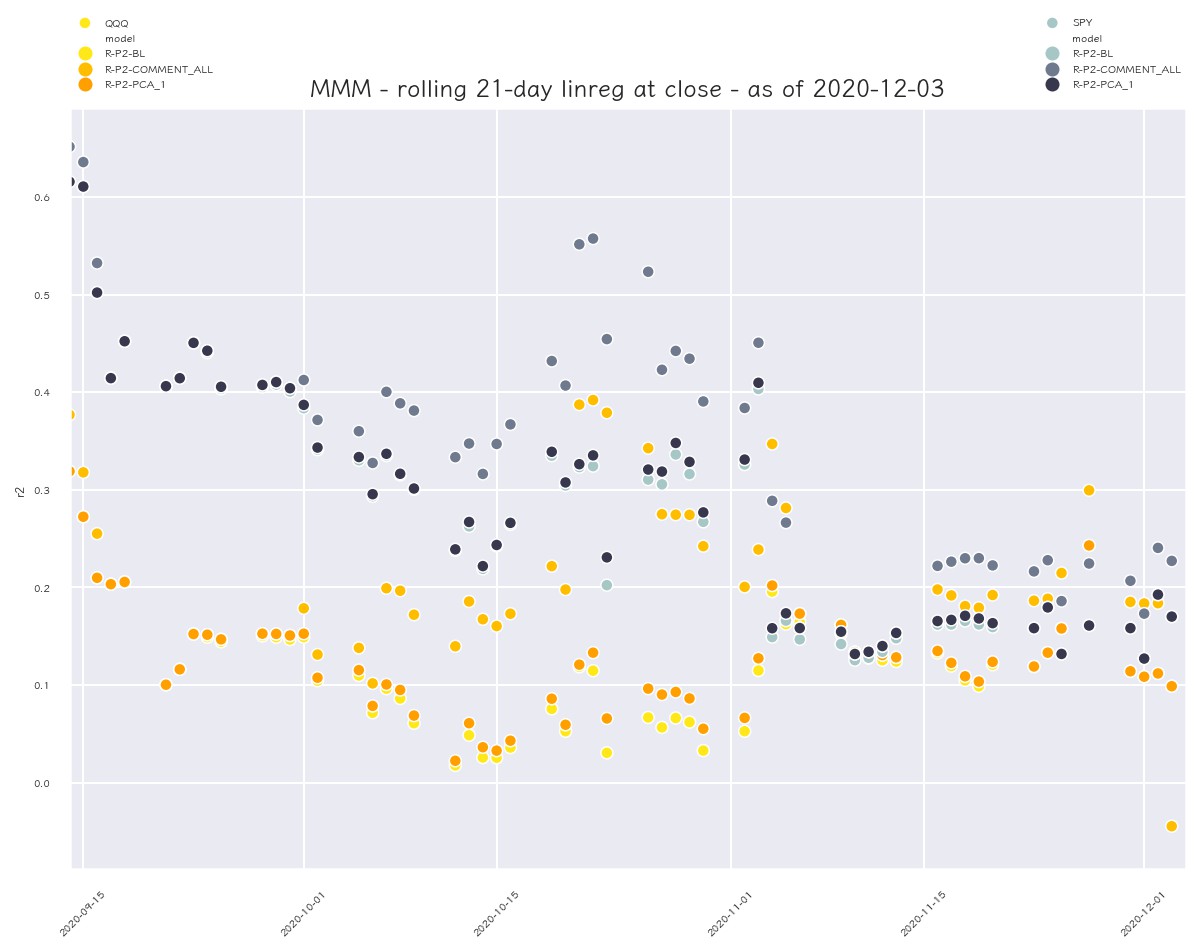 QQQ
model
R-P2-BL
R-P2-COMMENT_ALL
R-P2-PCA_1
SPY
model
R-P2-BL
R-P2-COMMENT_ALL
R-P2-PCA_1
MMM - rolling 21-day linreg at close - as of 2020-12-03
r2
0.6
0.5
0.4
0.3
0.2
0.1
0.0
2020-09-15
2020-10-01
2020-10-15
2020-11-01
2020-11-15
2020-12-01